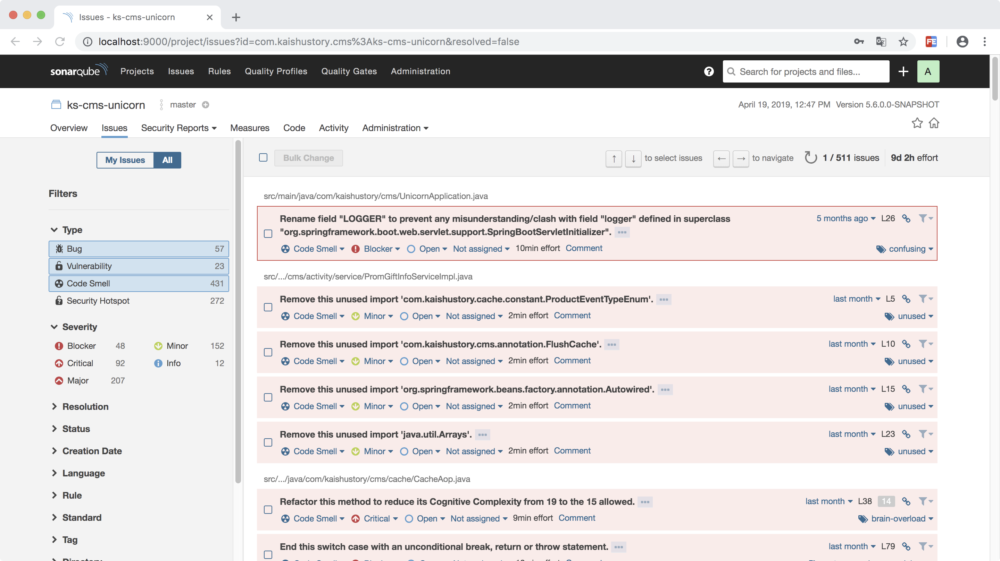 Issues - ks-cms-unicorn
localhost:9000/project/issues?id=com.kaishustory.cms%3Aks-cms-unicorn&resolved=false
sonarqube Projects Issues Rules Quality Profiles Quality Gates Administration Search for projects and files... A
ks-cms-unicorn master April 19, 2019, 12:47 PM Version 5.6.0.0-SNAPSHOT
Overview Issues Security Reports Measures Code Activity Administration
My Issues All
Filters
Type
Bug 57
Vulnerability 23
Code Smell 431
Security Hotspot 272
Severity
Blocker 48 Minor 152
Critical 92 Info 12
Major 207
Resolution
Status
Creation Date
Language
Rule
Standard
Tag
Directory
Bulk Change ↑ ↓ to select issues ← → to navigate 1 / 511 issues 9d 2h effort
src/main/java/com/kaishustory/cms/UnicornApplication.java
Rename field "LOGGER" to prevent any misunderstanding/clash with field "logger" defined in superclass 5 months ago L26
"org.springframework.boot.web.servlet.support.SpringBootServletInitializer".
Code Smell Blocker Open Not assigned 10min effort Comment confusing
src/.../cms/activity/service/PromGiftInfoServiceImpl.java
Remove this unused import 'com.kaishustory.cache.constant.ProductEventTypeEnum'. last month L5
Code Smell Minor Open Not assigned 2min effort Comment unused
Remove this unused import 'com.kaishustory.cms.annotation.FlushCache'. last month L10
Code Smell Minor Open Not assigned 2min effort Comment unused
Remove this unused import 'org.springframework.beans.factory.annotation.Autowired'. last month L15
Code Smell Minor Open Not assigned 2min effort Comment unused
Remove this unused import 'java.util.Arrays'. last month L23
Code Smell Minor Open Not assigned 2min effort Comment unused
src/.../java/com/kaishustory/cms/cache/CacheAop.java
Refactor this method to reduce its Cognitive Complexity from 19 to the 15 allowed. last month L38 14
Code Smell Critical Open Not assigned 9min effort Comment brain-overload
End this switch case with an unconditional break, return or throw statement. last month L79